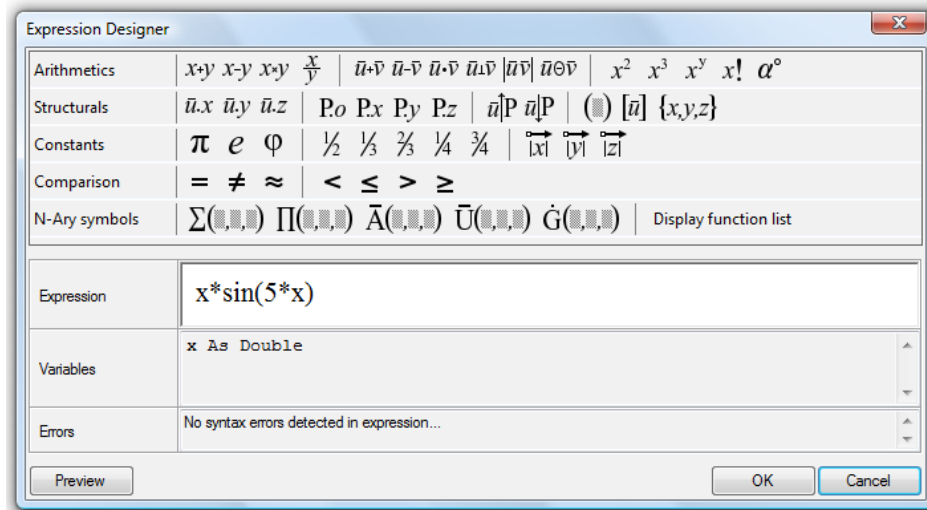 Expression Designer
Arithmetics x+y x-y x*y x/y ū+v̄ ū-v̄ ū•v̄ ū⊥v̄ |ūv̄| ūΘv̄ x² x³ xʸ x! α°
Structurals ū.x ū.y ū.z P.o P.x P.y P.z ū↑P ū↓P (▒) [ū] {x,y,z}
Constants π e φ ½ ⅓ ⅔ ¼ ¾ |x| |y| |z|
Comparison = ≠ ≈ < ≤ > ≥
N-Ary symbols Σ(▒,▒,▒) Π(▒,▒,▒) Ā(▒,▒,▒) Ū(▒,▒,▒) Ġ(▒,▒,▒) Display function list
Expression x*sin(5*x)
x As Double
Variables
No syntax errors detected in expression...
Errors
Preview OK Cancel